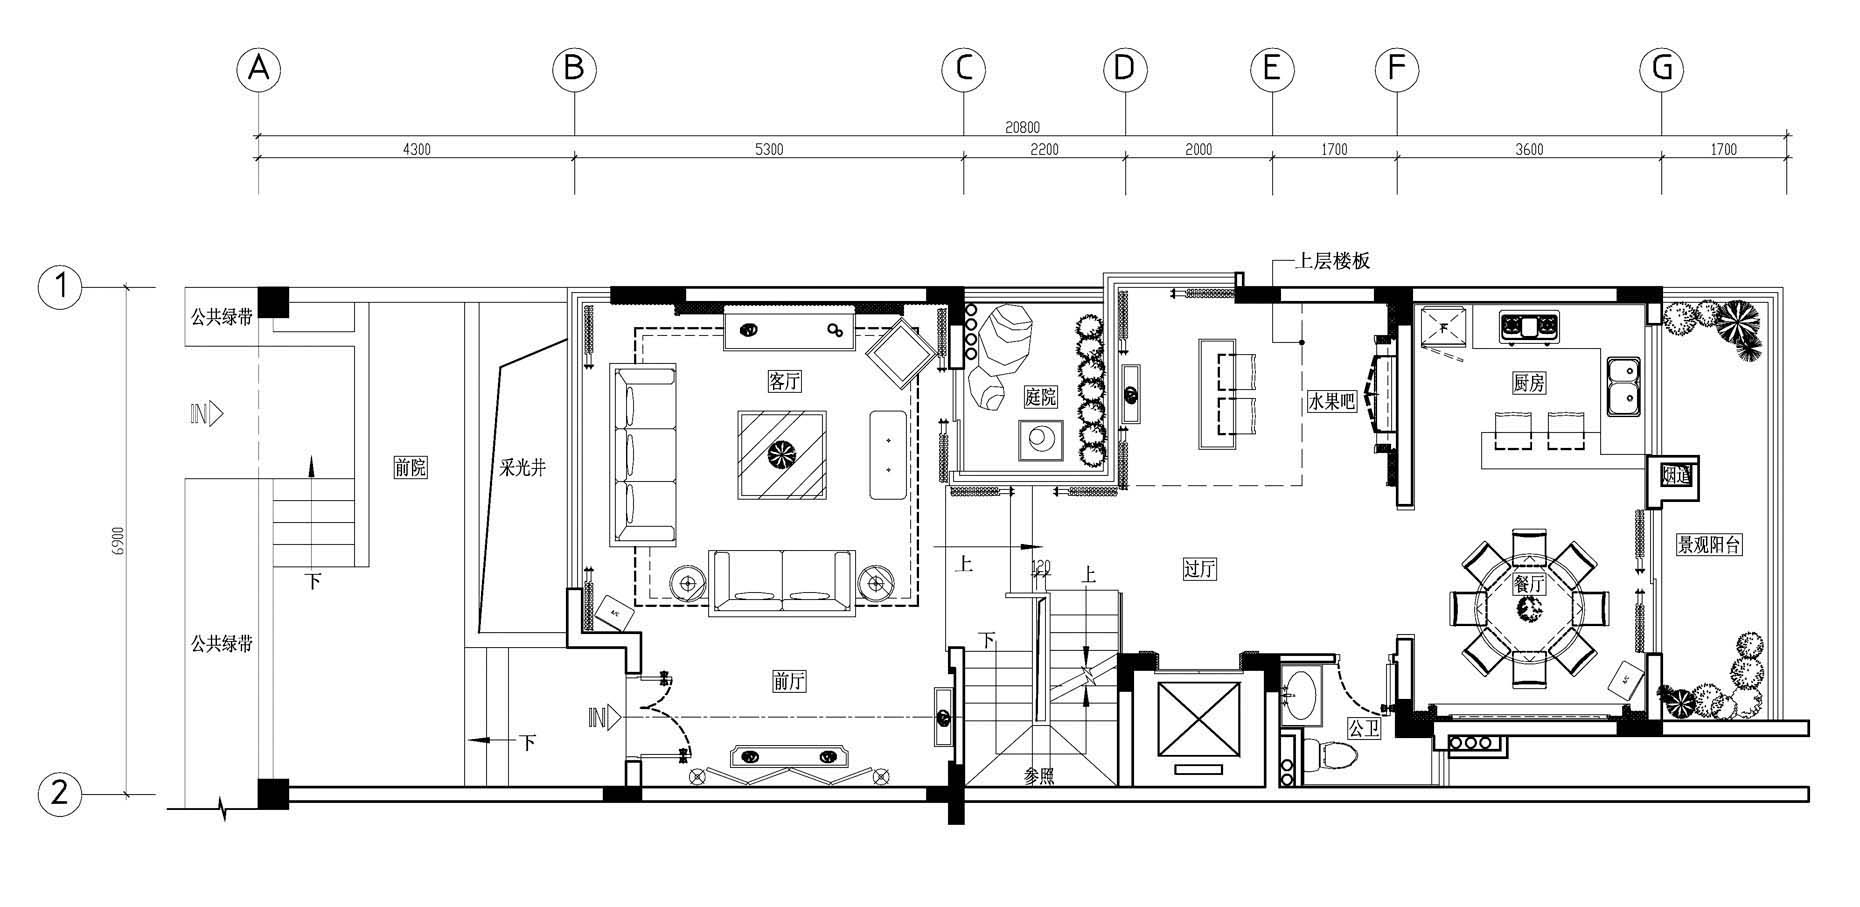 A B C D E F G
20800
4300 5300 2200 2000 1700 3600 1700
上层楼板
1
公共绿带
客厅
厨房
下
庭院
水果吧
IN
前院
采光井
烟道
6900
景观阳台
上
120
上
过厅
下
餐厅
公共绿带
下
A/C
前厅
A/C
IN
下
公卫
参照
2